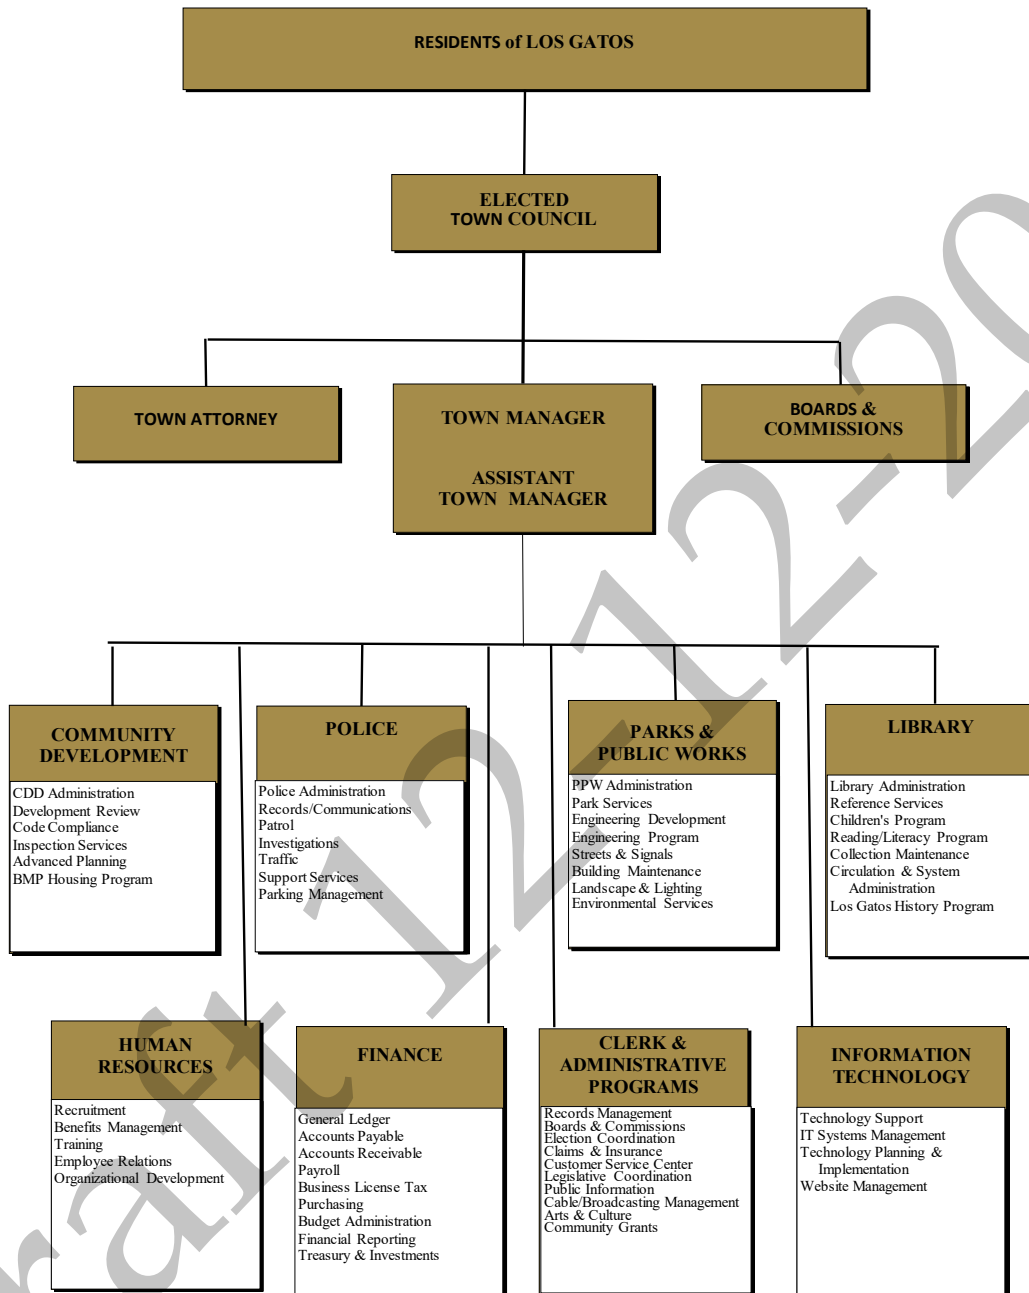 RESIDENTS of LOS GATOS
ELECTED
TOWN COUNCIL
TOWN ATTORNEY
TOWN MANAGER
ASSISTANT
TOWN MANAGER
BOARDS &
COMMISSIONS
COMMUNITY
DEVELOPMENT
CDD Administration
Development Review
Code Compliance
Inspection Services
Advanced Planning
BMP Housing Program
POLICE
Police Administration
Records/Communications
Patrol
Investigations
Traffic
Support Services
Parking Management
PARKS &
PUBLIC WORKS
PPW Administration
Park Services
Engineering Development
Engineering Program
Streets & Signals
Building Maintenance
Landscape & Lighting
Environmental Services
LIBRARY
Library Administration
Reference Services
Children's Program
Reading/Literacy Program
Collection Maintenance
Circulation & System
Administration
Los Gatos History Program
HUMAN
RESOURCES
Recruitment
Benefits Management
Training
Employee Relations
Organizational Development
FINANCE
General Ledger
Accounts Payable
Accounts Receivable
Payroll
Business License Tax
Purchasing
Budget Administration
Financial Reporting
Treasury & Investments
CLERK &
ADMINISTRATIVE
PROGRAMS
Records Management
Boards & Commissions
Election Coordination
Claims & Insurance
Customer Service Center
Legislative Coordination
Public Information
Cable/Broadcasting Management
Arts & Culture
Community Grants
INFORMATION
TECHNOLOGY
Technology Support
IT Systems Management
Technology Planning &
Implementation
Website Management
raft 12-12-20